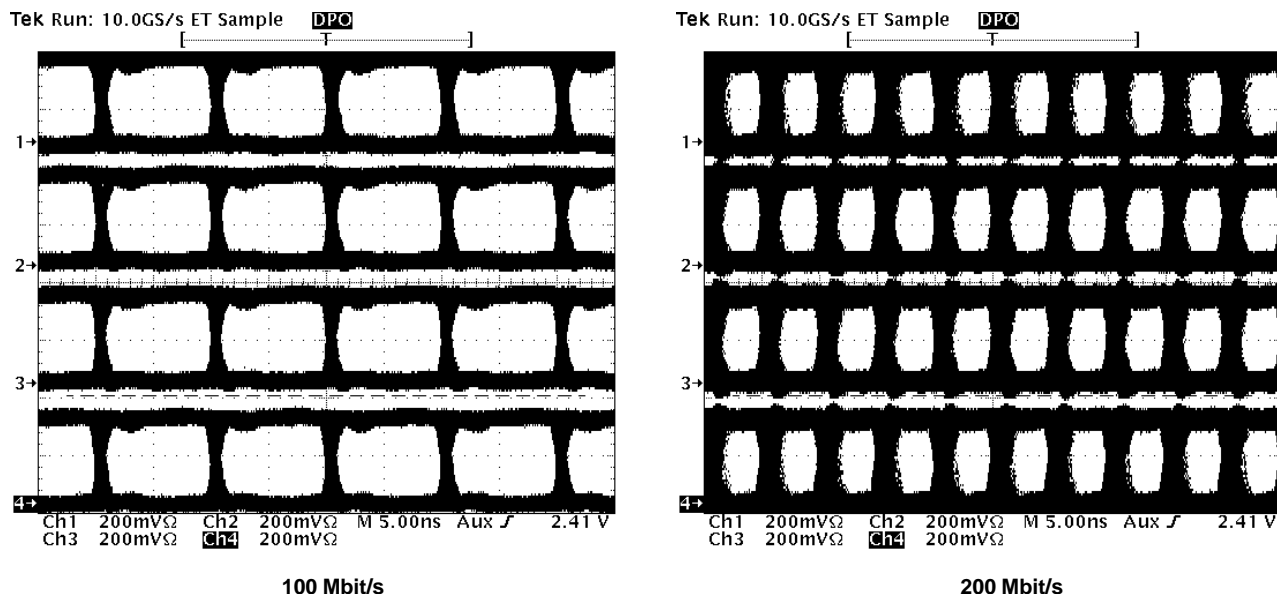 Tek Run: 10.0GS/s ET Sample DPO
[ T ]
1→
2→
3→
4→
Ch1 200mVΩ Ch2 200mVΩ M 5.00ns Aux ⨍ 2.41 V
Ch3 200mVΩ Ch4 200mVΩ
100 Mbit/s
Tek Run: 10.0GS/s ET Sample DPO
[ T ]
1→
2→
3→
4→
Ch1 200mVΩ Ch2 200mVΩ M 5.00ns Aux ⨍ 2.41 V
Ch3 200mVΩ Ch4 200mVΩ
200 Mbit/s